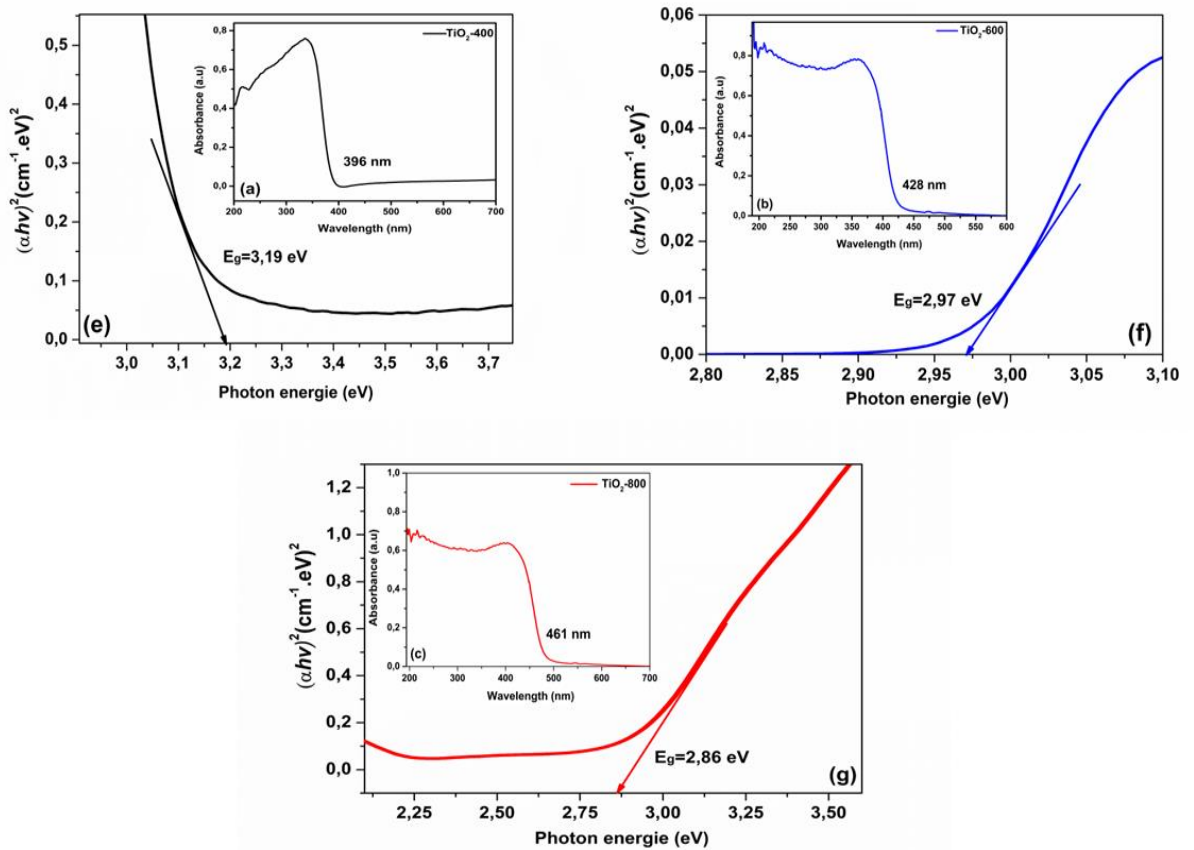 0,5
0,4
0,3
0,2
0,1
0,0
(αhν)²(cm⁻¹.eV)²
3,0 3,1 3,2 3,3 3,4 3,5 3,6 3,7
Photon energie (eV)
(e)
Eg=3,19 eV
TiO₂-400
0,8
0,6
0,4
0,2
0,0
Absorbance (a.u)
396 nm
(a)
200 300 400 500 600 700
Wavelength (nm)
0,06
0,05
0,04
0,03
0,02
0,01
0,00
(αhν)²(cm⁻¹.eV)²
2,80 2,85 2,90 2,95 3,00 3,05 3,10
Photon energie (eV)
(f)
Eg=2,97 eV
TiO₂-600
0,8
0,6
0,4
0,2
0,0
Absorbance (a.u)
428 nm
(b)
200 250 300 350 400 450 500 550 600
Wavelength (nm)
1,2
1,0
0,8
0,6
0,4
0,2
0,0
(αhν)²(cm⁻¹.eV)²
2,25 2,50 2,75 3,00 3,25 3,50
Photon energie (eV)
(g)
Eg=2,86 eV
TiO₂-800
1,0
0,8
0,6
0,4
0,2
0,0
Absorbance (a.u)
461 nm
(c)
200 300 400 500 600 700
Wavelength (nm)